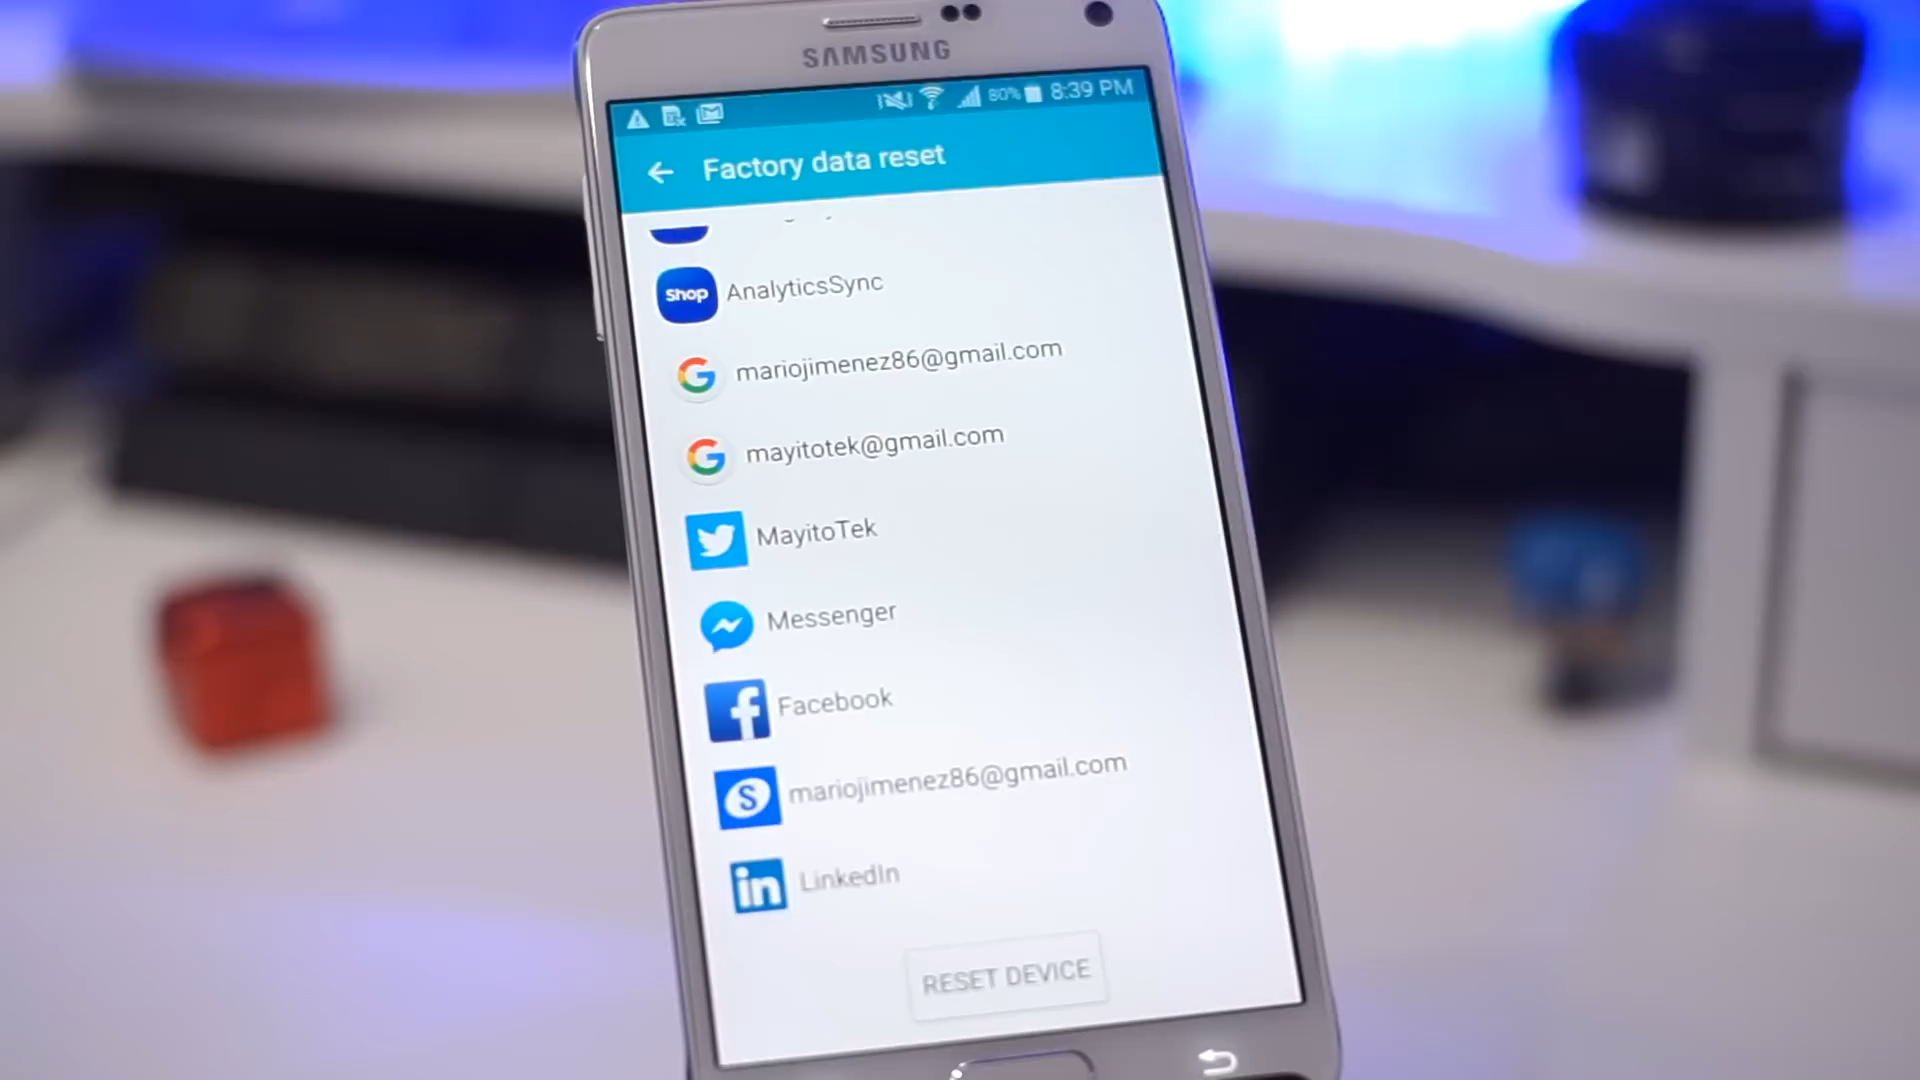 SAMSUNG
80% 8:39 PM
Factory data reset
Shop AnalyticsSync
mariojimenez86@gmail.com
mayitotek@gmail.com
MayitoTek
Messenger
f Facebook
S mariojimenez86@gmail.com
in LinkedIn
RESET DEVICE